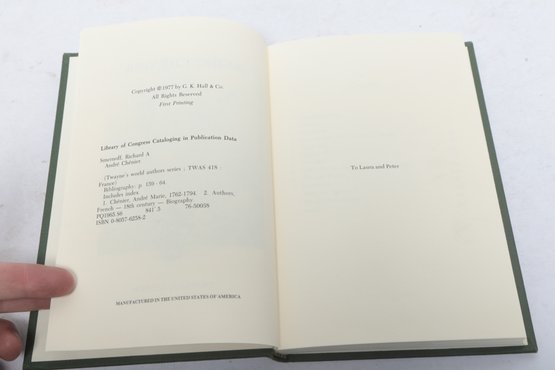 Copyright © 1977 by G. K. Hall & Co.
All Rights Reserved
First Printing
Library of Congress Cataloging in Publication Data
Smernoff, Richard A
André Chénier
(Twayne's world authors series ; TWAS 418 :
France)
Bibliography: p 159 - 64
Includes index.
1. Chénier, André Marie, 1762-1794. 2. Authors,
French — 18th century — Biography.
PQ1965.S6 841'.5 76-50058
ISBN 0-8057-6258-2
MANUFACTURED IN THE UNITED STATES OF AMERICA
To Laura and Peter